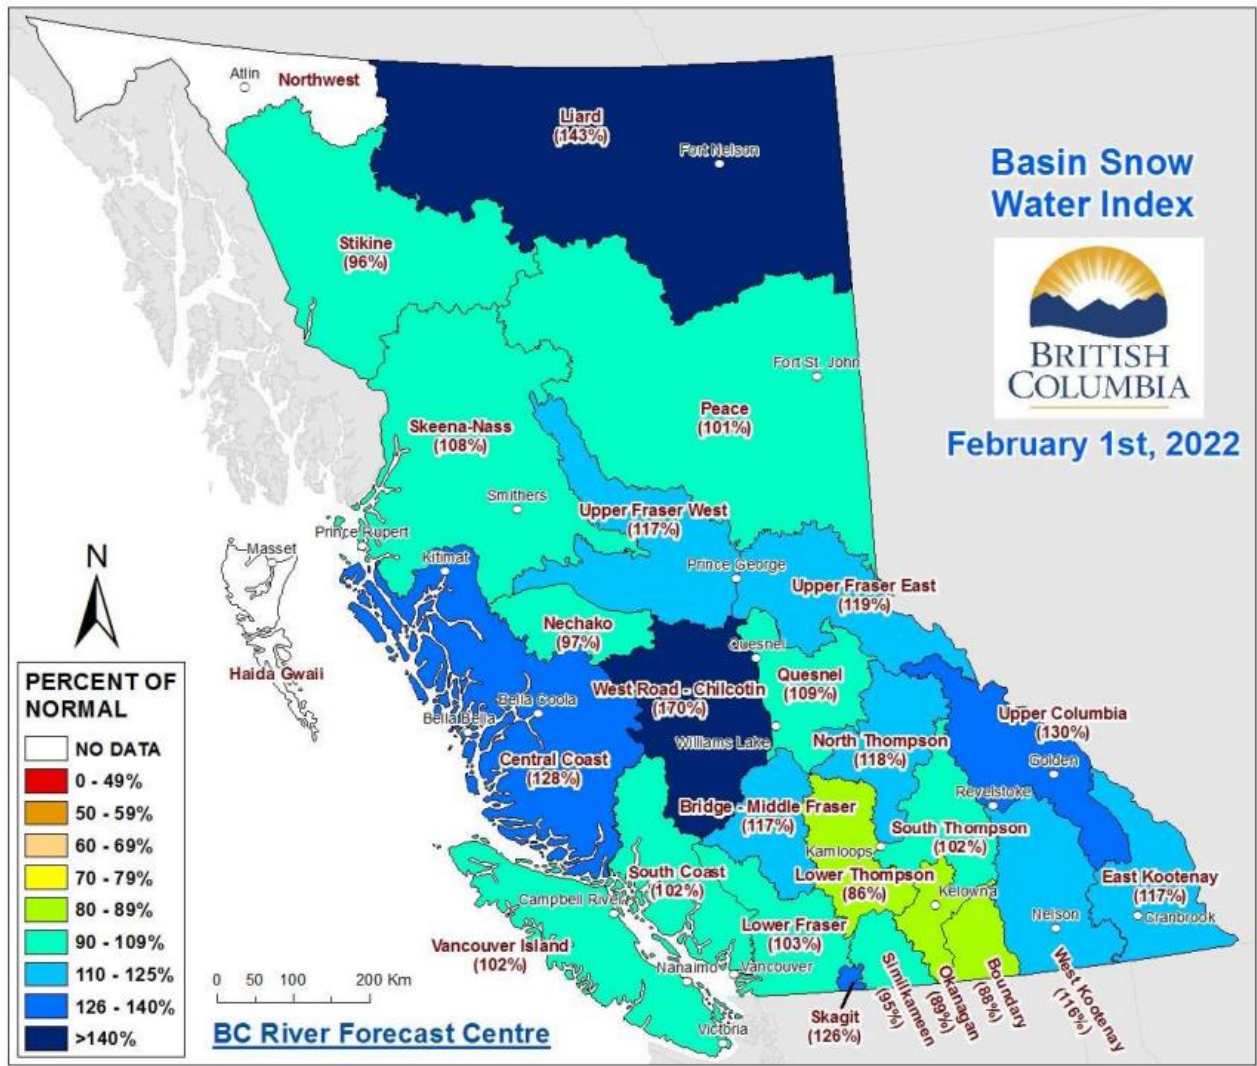 Atlin
Northwest
Liard
(143%)
Fort Nelson
Basin Snow
Water Index
BRITISH
COLUMBIA
February 1st, 2022
Stikine
(96%)
Fort St. John
Peace
(101%)
Skeena-Nass
(108%)
Smithers
Upper Fraser West
(117%)
Prince Rupert
Masset
Kitimat
Prince George
Upper Fraser East
(119%)
N
Nechako
(97%)
Quesnel
Haida Gwaii
West Road - Chilcotin
(170%)
Quesnel
(109%)
Bella Coola
Bella Bella
Williams Lake
Upper Columbia
(130%)
Golden
North Thompson
(118%)
Central Coast
(128%)
Bridge - Middle Fraser
(117%)
Revelstoke
South Thompson
(102%)
Kamloops
South Coast
(102%)
Lower Thompson
(86%)
Kelowna
East Kootenay
(117%)
Cranbrook
Campbell River
Nelson
Lower Fraser
(103%)
Vancouver Island
(102%)
Nanaimo
Vancouver
Victoria
Skagit
(126%)
Similkameen
(95%)
Okanagan
(89%)
Boundary
(88%)
West Kootenay
(116%)
PERCENT OF
NORMAL
NO DATA
0 - 49%
50 - 59%
60 - 69%
70 - 79%
80 - 89%
90 - 109%
110 - 125%
126 - 140%
>140%
0 50 100 200 Km
BC River Forecast Centre